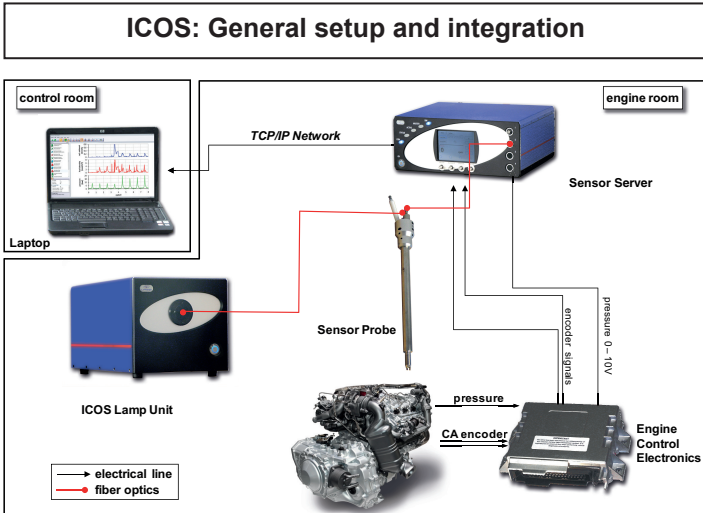 ICOS: General setup and integration
control room
engine room
TCP/IP Network
Sensor Server
Laptop
Sensor Probe
encoder signals
pressure 0 – 10V
ICOS Lamp Unit
pressure
CA encoder
Engine
Control
Electronics
electrical line
fiber optics